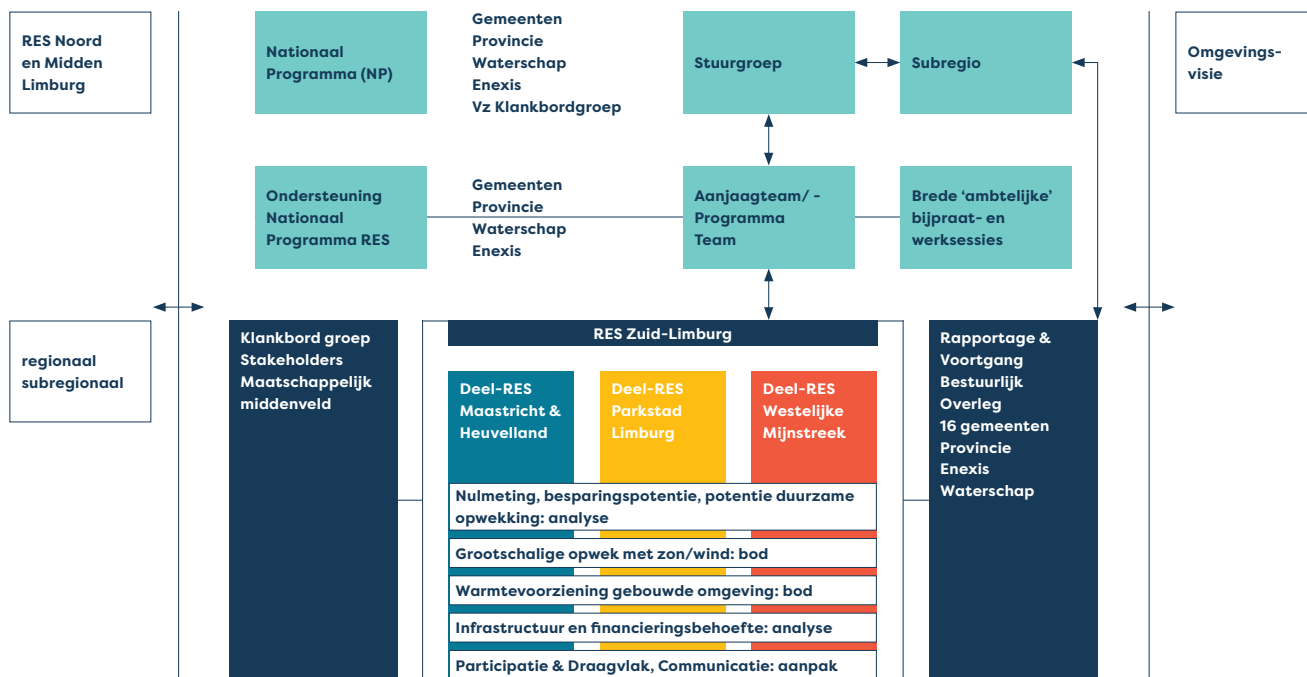 RES Noord
en Midden
Limburg
Nationaal
Programma (NP)
Gemeenten
Provincie
Waterschap
Enexis
Vz Klankbordgroep
Stuurgroep
Subregio
Omgevings-
visie
Ondersteuning
Nationaal
Programma RES
Gemeenten
Provincie
Waterschap
Enexis
Aanjaagteam/ -
Programma
Team
Brede ‘ambtelijke’
bijpraat- en
werksessies
regionaal
subregionaal
Klankbord groep
Stakeholders
Maatschappelijk
middenveld
RES Zuid-Limburg
Deel-RES
Maastricht &
Heuvelland
Deel-RES
Parkstad
Limburg
Deel-RES
Westelijke
Mijnstreek
Nulmeting, besparingspotentie, potentie duurzame
opwekking: analyse
Grootschalige opwek met zon/wind: bod
Warmtevoorziening gebouwde omgeving: bod
Infrastructuur en financieringsbehoefte: analyse
Participatie & Draagvlak, Communicatie: aanpak
Rapportage &
Voortgang
Bestuurlijk
Overleg
16 gemeenten
Provincie
Enexis
Waterschap